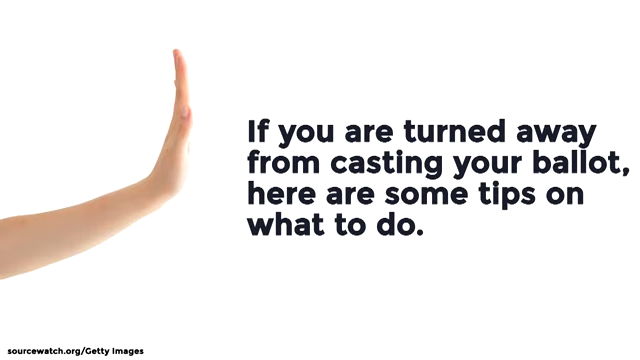 If you are turned away
from casting your ballot,
here are some tips on
what to do.
sourcewatch.org/Getty Images